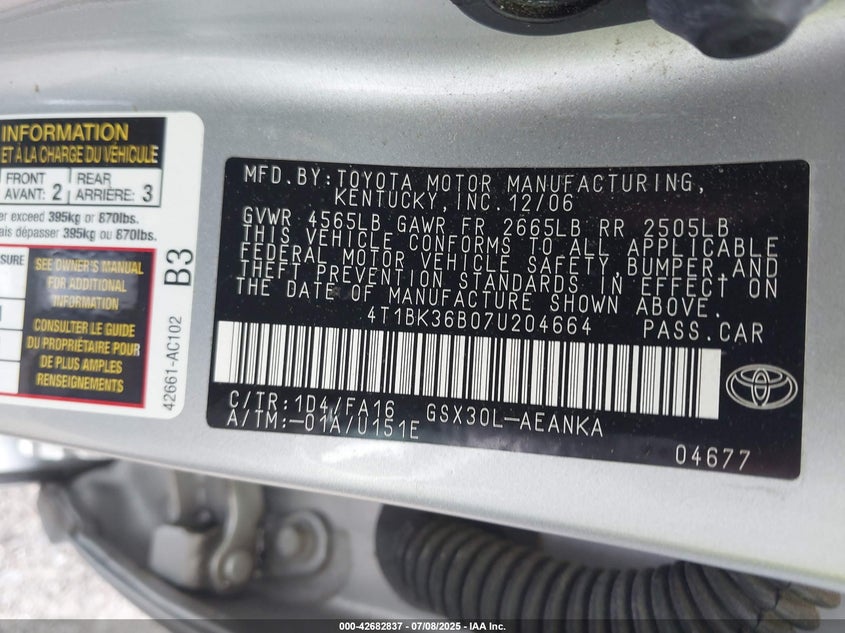 INFORMATION
ET À LA CHARGE DU VÉHICULE
FRONT
AVANT: 2
REAR
ARRIÈRE: 3
er exceed 395kg or 870lbs.
ais dépasser 395kg ou 870lbs.
SURE
SEE OWNER'S MANUAL
FOR ADDITIONAL
INFORMATION
CONSULTER LE GUIDE
DU PROPRIÉTAIRE POUR
DE PLUS AMPLES
RENSEIGNEMENTS
B3
42661-AC102
MFD.BY:TOYOTA MOTOR MANUFACTURING,
KENTUCKY,INC.12/06
GVWR 4565LB GAWR FR 2665LB RR 2505LB
THIS VEHICLE CONFORMS TO ALL APPLICABLE
FEDERAL MOTOR VEHICLE SAFETY,BUMPER,AND
THEFT PREVENTION STANDARDS IN EFFECT ON
THE DATE OF MANUFACTURE SHOWN ABOVE.
4T1BK36B07U204664 PASS.CAR
C/TR:1D4/FA16 GSX30L-AEANKA
A/TM:-01A/U151E
04677
000-42682837 - 07/08/2025 - IAA Inc.